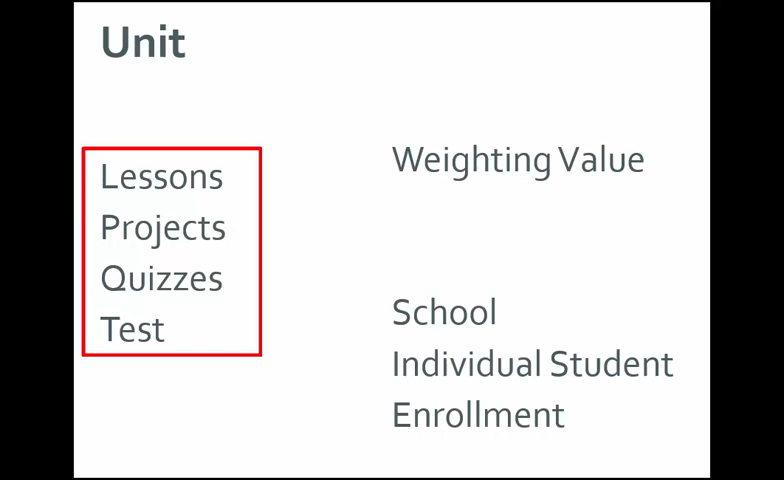 Unit
Lessons
Projects
Quizzes
Test
Weighting Value
School
Individual Student
Enrollment